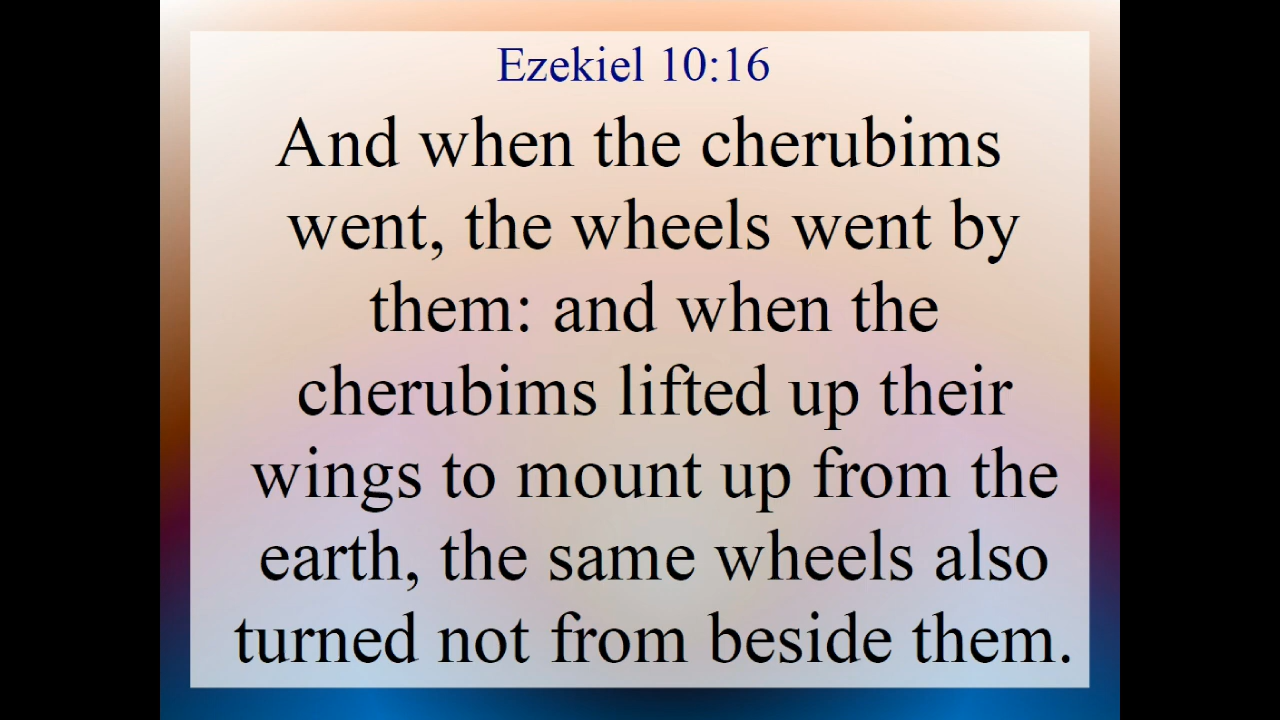 Ezekiel 10:16
And when the cherubims
went, the wheels went by
them: and when the
cherubims lifted up their
wings to mount up from the
earth, the same wheels also
turned not from beside them.